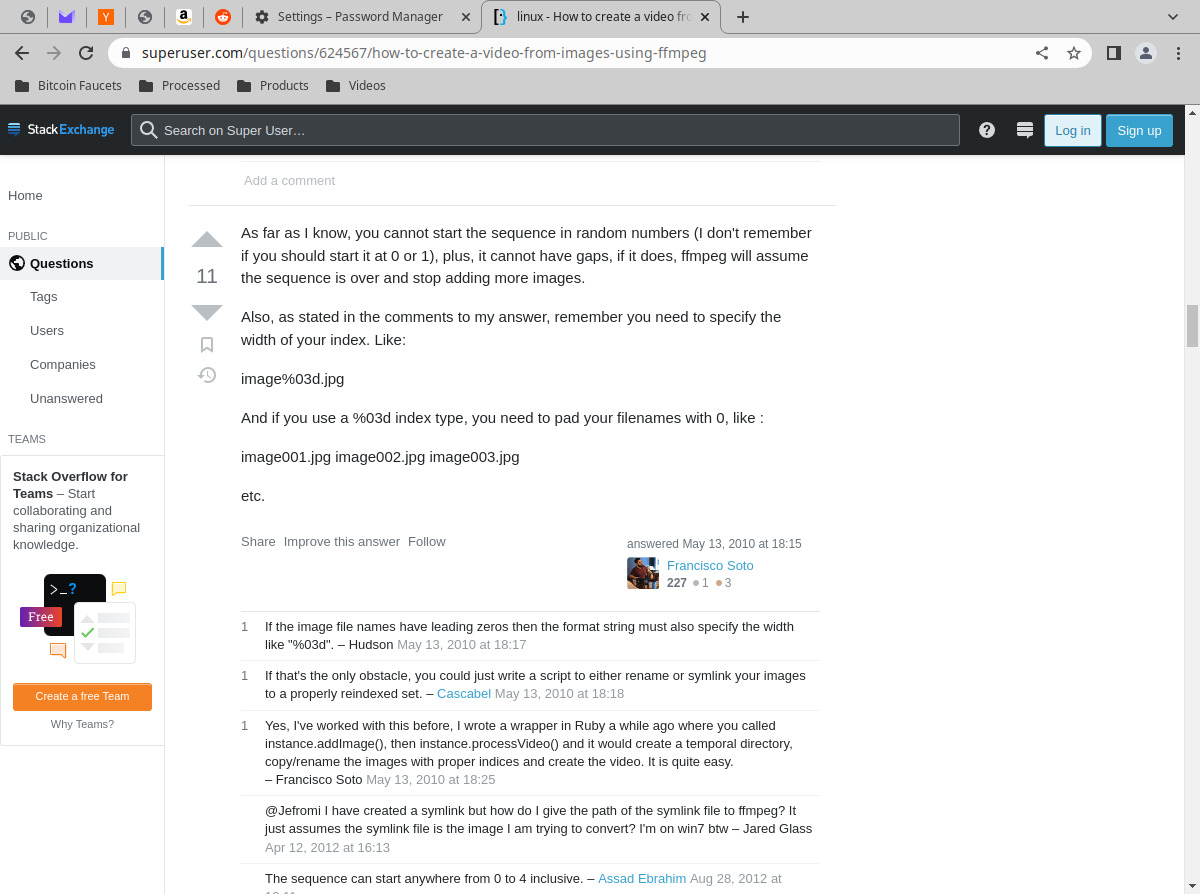 Settings – Password Manager
linux - How to create a video fro
superuser.com/questions/624567/how-to-create-a-video-from-images-using-ffmpeg
Bitcoin Faucets
Processed
Products
Videos
StackExchange
Search on Super User…
Log in
Sign up
Home
PUBLIC
Questions
Tags
Users
Companies
Unanswered
TEAMS
Stack Overflow for
Teams – Start
collaborating and
sharing organizational
knowledge.
>_?
Free
Create a free Team
Why Teams?
Add a comment
11
As far as I know, you cannot start the sequence in random numbers (I don't remember
if you should start it at 0 or 1), plus, it cannot have gaps, if it does, ffmpeg will assume
the sequence is over and stop adding more images.
Also, as stated in the comments to my answer, remember you need to specify the
width of your index. Like:
image%03d.jpg
And if you use a %03d index type, you need to pad your filenames with 0, like :
image001.jpg image002.jpg image003.jpg
etc.
Share Improve this answer Follow
answered May 13, 2010 at 18:15
Francisco Soto
227 ●1 ●3
1 If the image file names have leading zeros then the format string must also specify the width
like "%03d". – Hudson May 13, 2010 at 18:17
1 If that's the only obstacle, you could just write a script to either rename or symlink your images
to a properly reindexed set. – Cascabel May 13, 2010 at 18:18
1 Yes, I've worked with this before, I wrote a wrapper in Ruby a while ago where you called
instance.addImage(), then instance.processVideo() and it would create a temporal directory,
copy/rename the images with proper indices and create the video. It is quite easy.
– Francisco Soto May 13, 2010 at 18:25
@Jefromi I have created a symlink but how do I give the path of the symlink file to ffmpeg? It
just assumes the symlink file is the image I am trying to convert? I'm on win7 btw – Jared Glass
Apr 12, 2012 at 16:13
The sequence can start anywhere from 0 to 4 inclusive. – Assad Ebrahim Aug 28, 2012 at